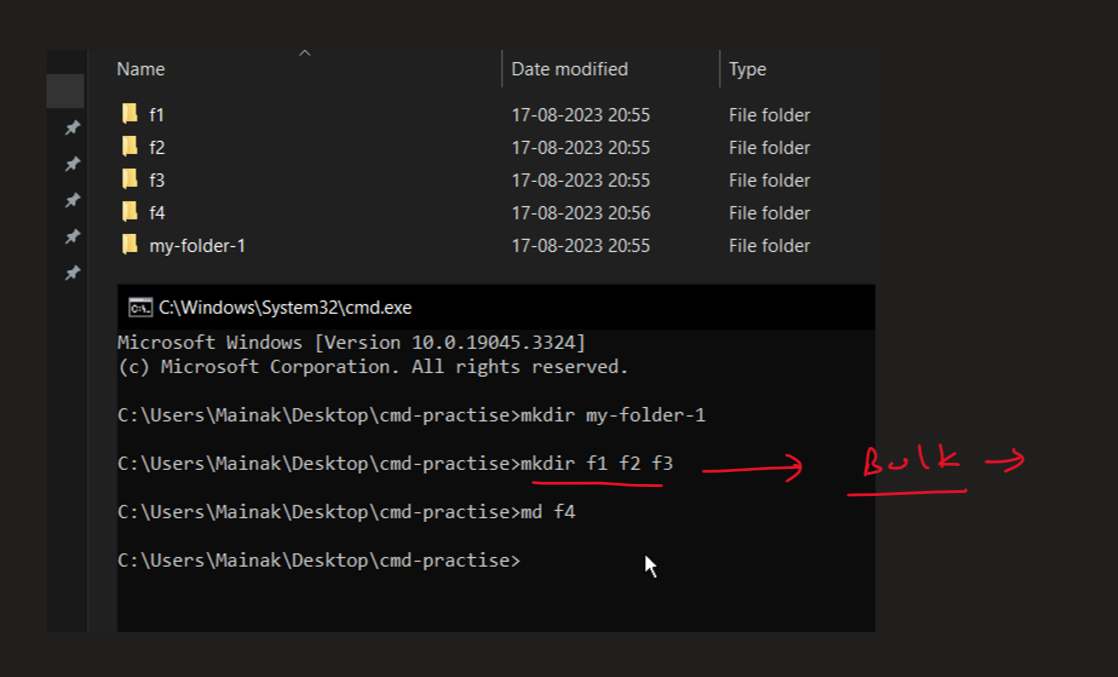 Name Date modified Type
f1 17-08-2023 20:55 File folder
f2 17-08-2023 20:55 File folder
f3 17-08-2023 20:55 File folder
f4 17-08-2023 20:56 File folder
my-folder-1 17-08-2023 20:55 File folder
C:\. C:\Windows\System32\cmd.exe
Microsoft Windows [Version 10.0.19045.3324]
(c) Microsoft Corporation. All rights reserved.
C:\Users\Mainak\Desktop\cmd-practise>mkdir my-folder-1
C:\Users\Mainak\Desktop\cmd-practise>mkdir f1 f2 f3 → Bulk →
C:\Users\Mainak\Desktop\cmd-practise>md f4
C:\Users\Mainak\Desktop\cmd-practise>